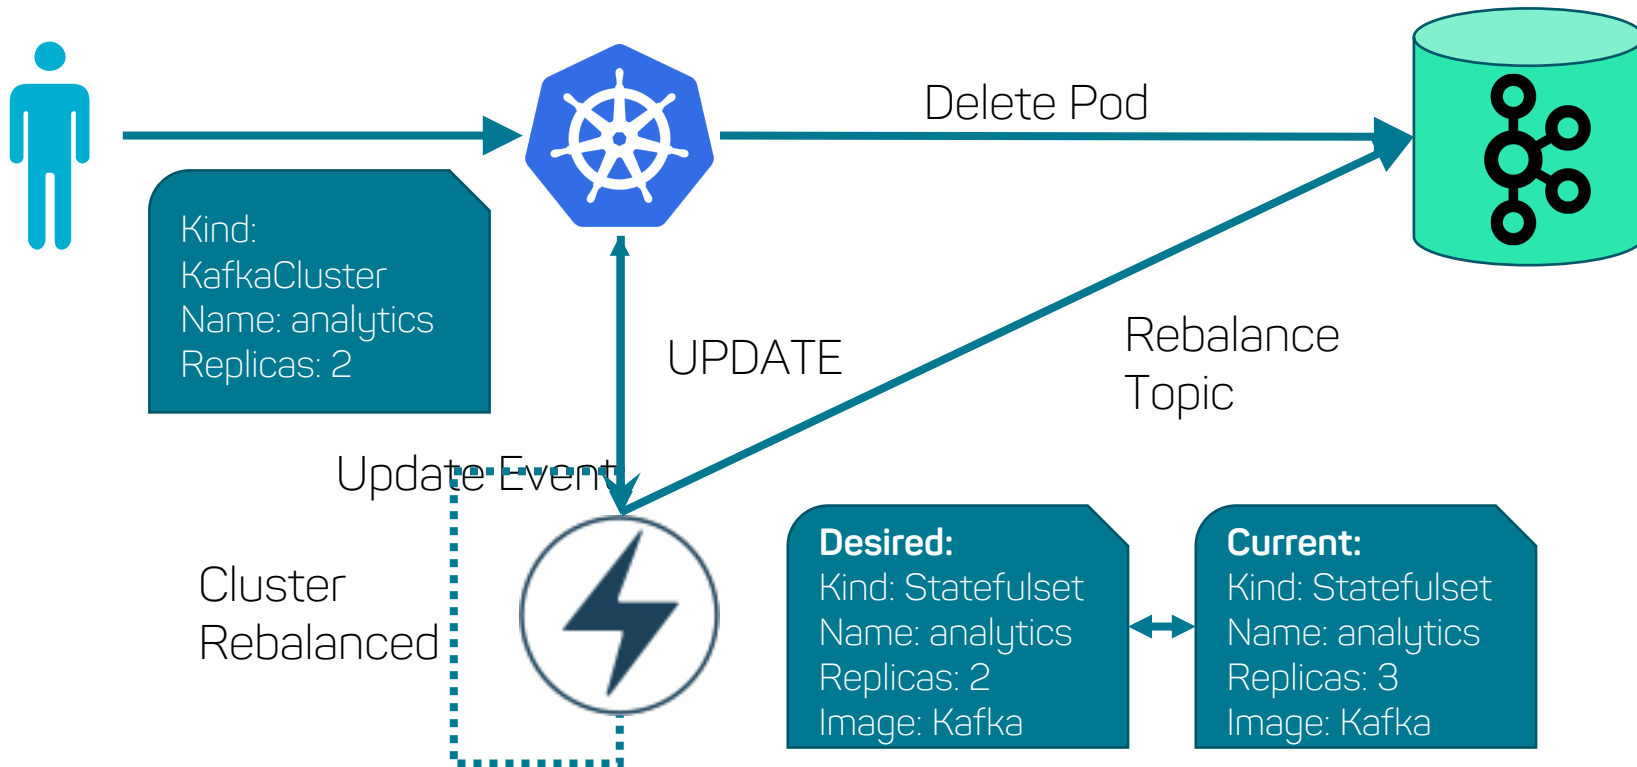 Delete Pod
Kind:
KafkaCluster
Name: analytics
Replicas: 2
UPDATE
Rebalance
Topic
Update Event
Cluster
Rebalanced
Desired:
Kind: Statefulset
Name: analytics
Replicas: 2
Image: Kafka
Current:
Kind: Statefulset
Name: analytics
Replicas: 3
Image: Kafka